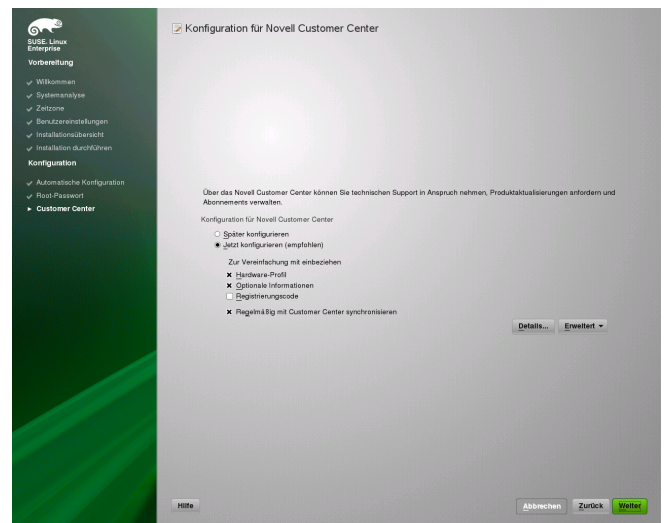 SUSE. Linux
Enterprise
Vorbereitung
Willkommen
Systemanalyse
Zeitzone
Benutzereinstellungen
Installationsübersicht
Installation durchführen
Konfiguration
Automatische Konfiguration
Root-Passwort
Customer Center
Konfiguration für Novell Customer Center
Über das Novell Customer Center können Sie technischen Support in Anspruch nehmen, Produktaktualisierungen anfordern und
Abonnements verwalten.
Konfiguration für Novell Customer Center
Später konfigurieren
Jetzt konfigurieren (empfohlen)
Zur Vereinfachung mit einbeziehen
Hardware-Profil
Optionale Informationen
Registrierungscode
Regelmäßig mit Customer Center synchronisieren
Details... Erweitert
Hilfe Abbrechen Zurück Weiter